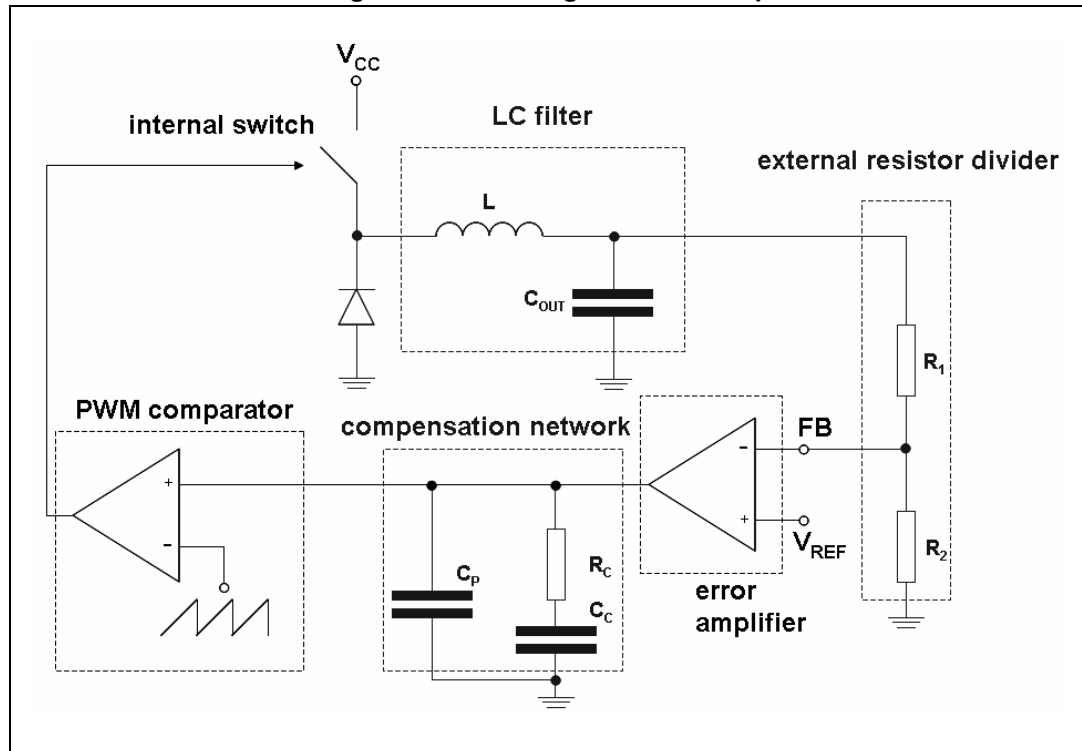 V_CC
internal switch
LC filter
external resistor divider
L
C_OUT
R_1
PWM comparator
compensation network
FB
-
+
+
-
V_REF
R_2
C_P
R_C
C_C
error
amplifier